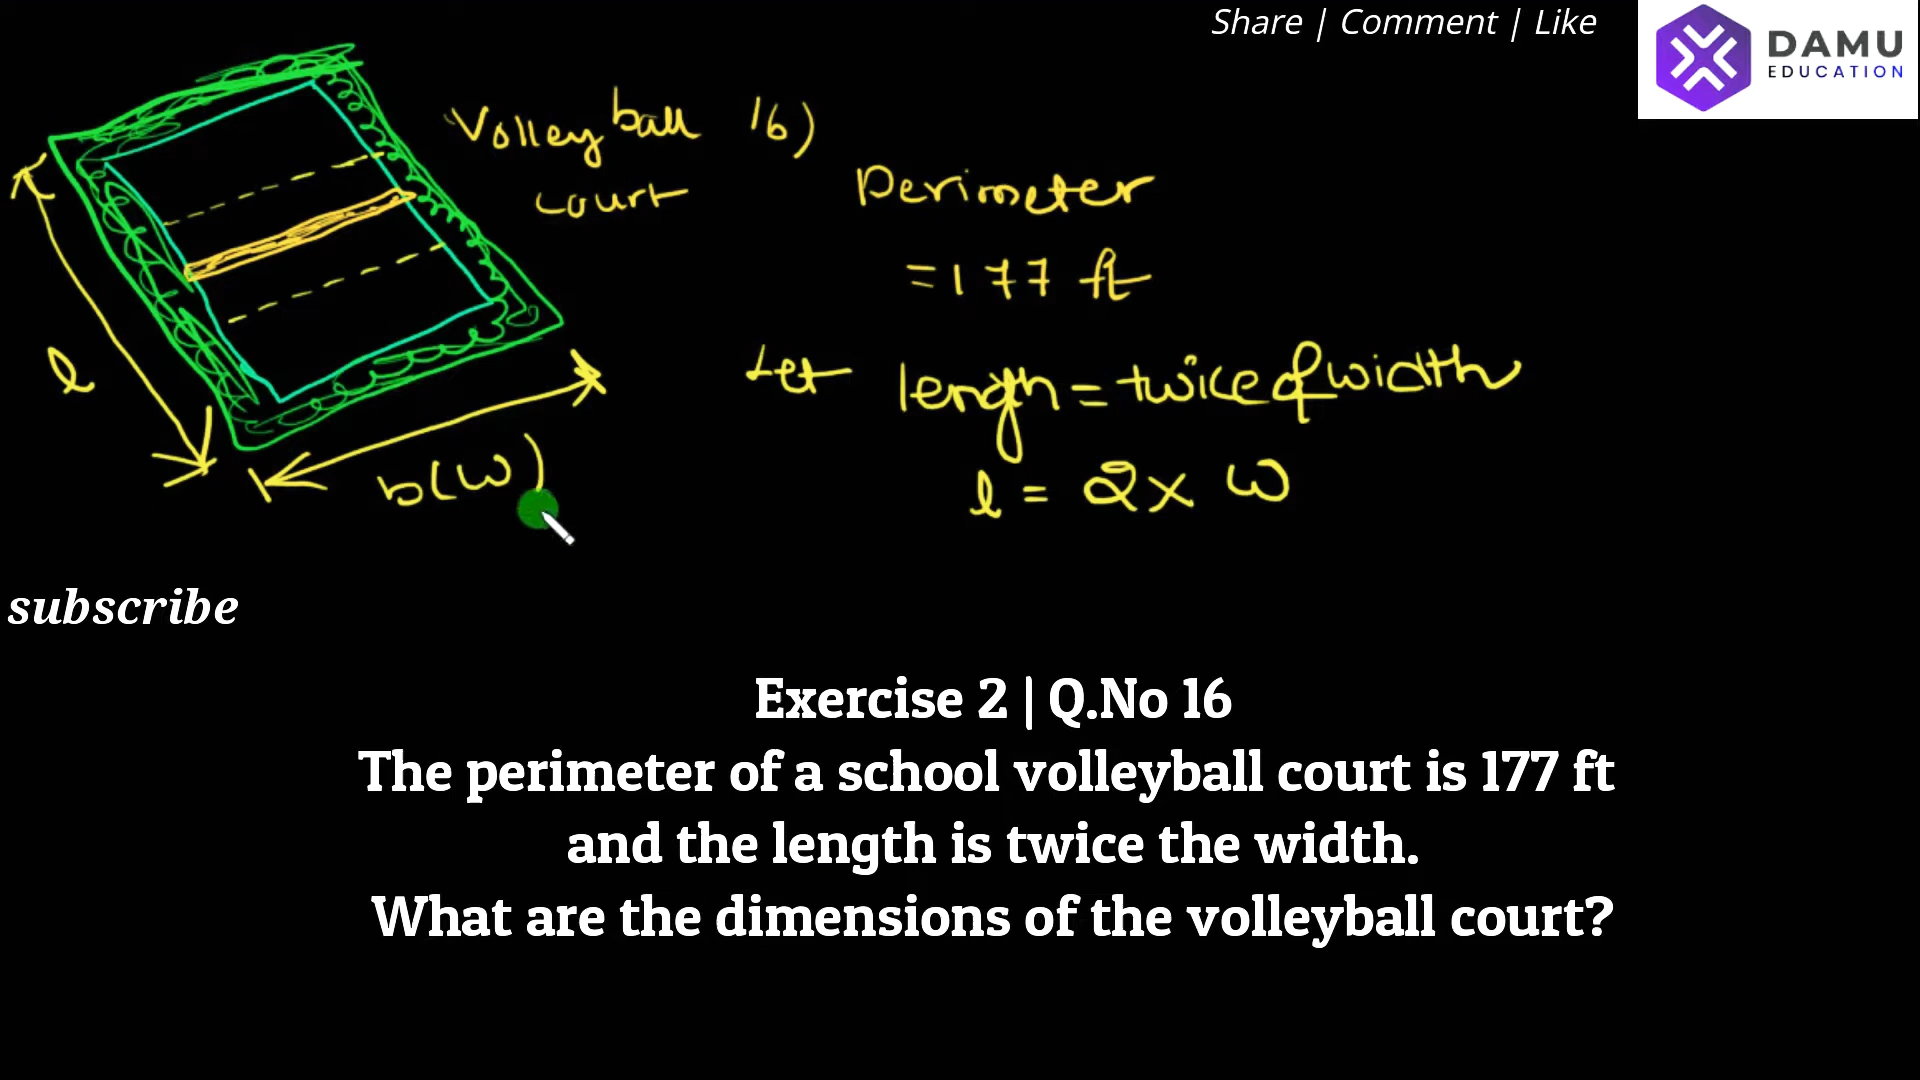 Share | Comment | Like
DAMU
EDUCATION
Volleyball 16)
court
Perimeter
= 177 ft
Let length = twice of width
l = 2 x w
l
b(w)
subscribe
Exercise 2 | Q.No 16
The perimeter of a school volleyball court is 177 ft
and the length is twice the width.
What are the dimensions of the volleyball court?